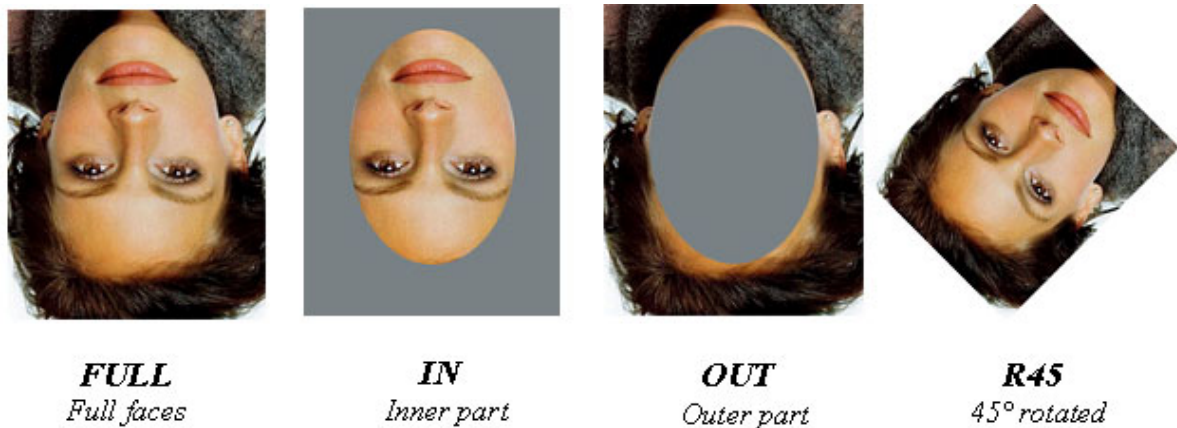 FULL
Full faces
IN
Inner part
OUT
Outer part
R45
45° rotated